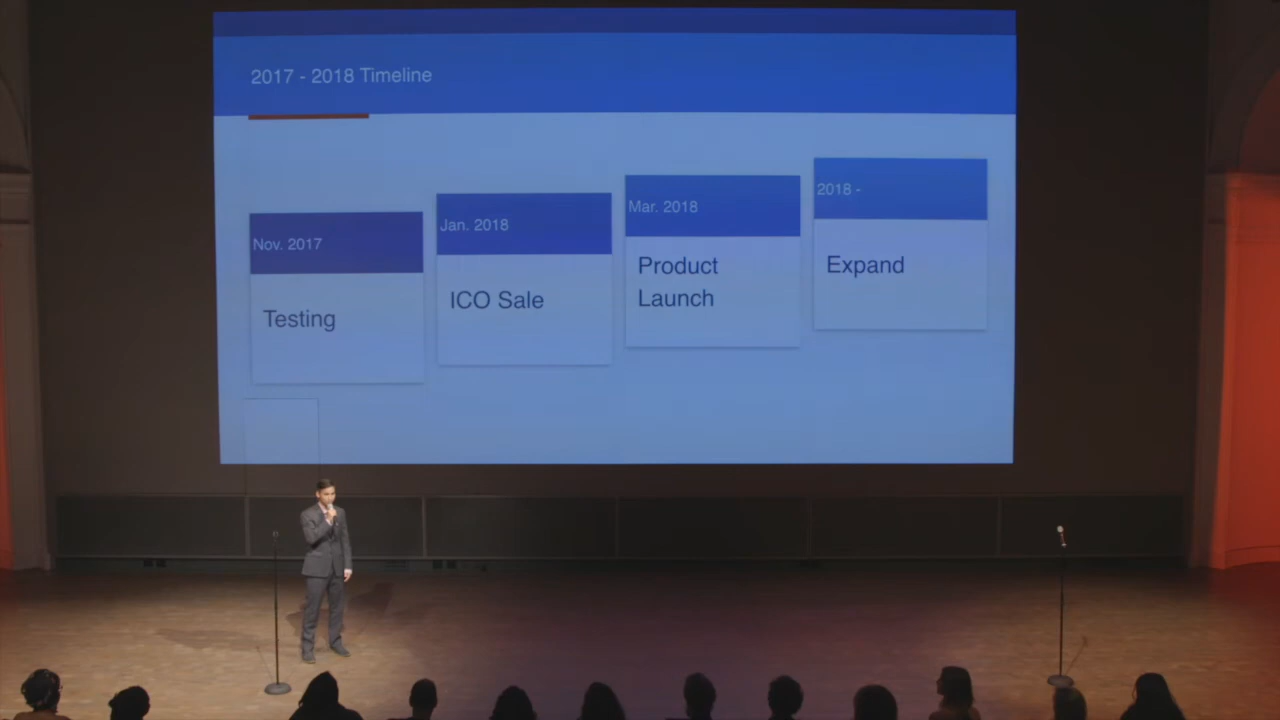 2017 - 2018 Timeline
Nov. 2017
Testing
Jan. 2018
ICO Sale
Mar. 2018
Product
Launch
2018 -
Expand